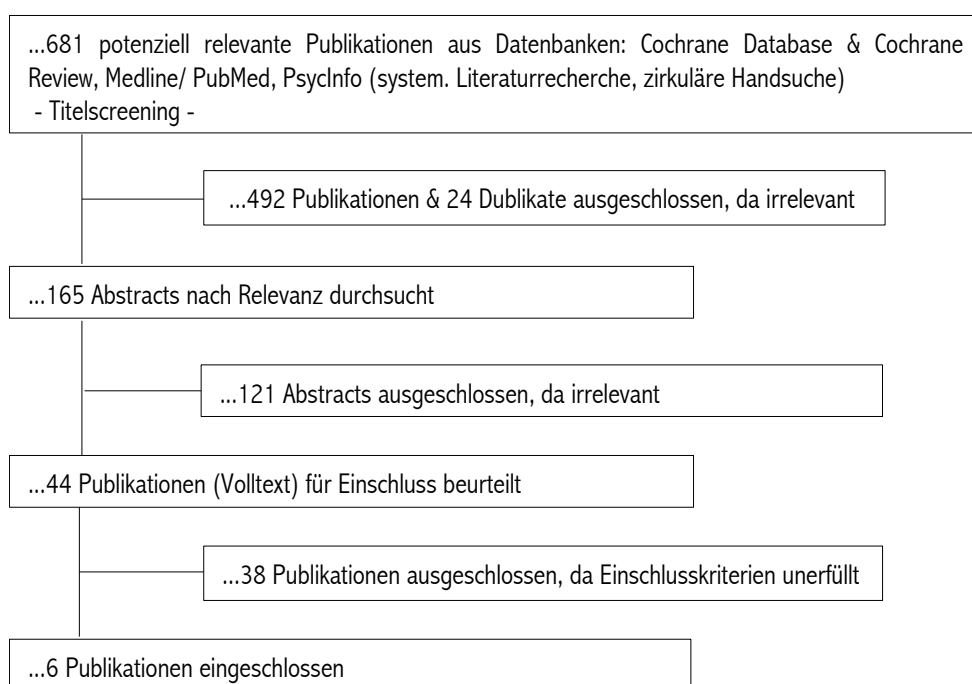 ...681 potenziell relevante Publikationen aus Datenbanken: Cochrane Database & Cochrane
Review, Medline/ PubMed, PsycInfo (system. Literaturrecherche, zirkuläre Handsuche)
- Titelscreening -
...492 Publikationen & 24 Dublikate ausgeschlossen, da irrelevant
...165 Abstracts nach Relevanz durchsucht
...121 Abstracts ausgeschlossen, da irrelevant
...44 Publikationen (Volltext) für Einschluss beurteilt
...38 Publikationen ausgeschlossen, da Einschlusskriterien unerfüllt
...6 Publikationen eingeschlossen